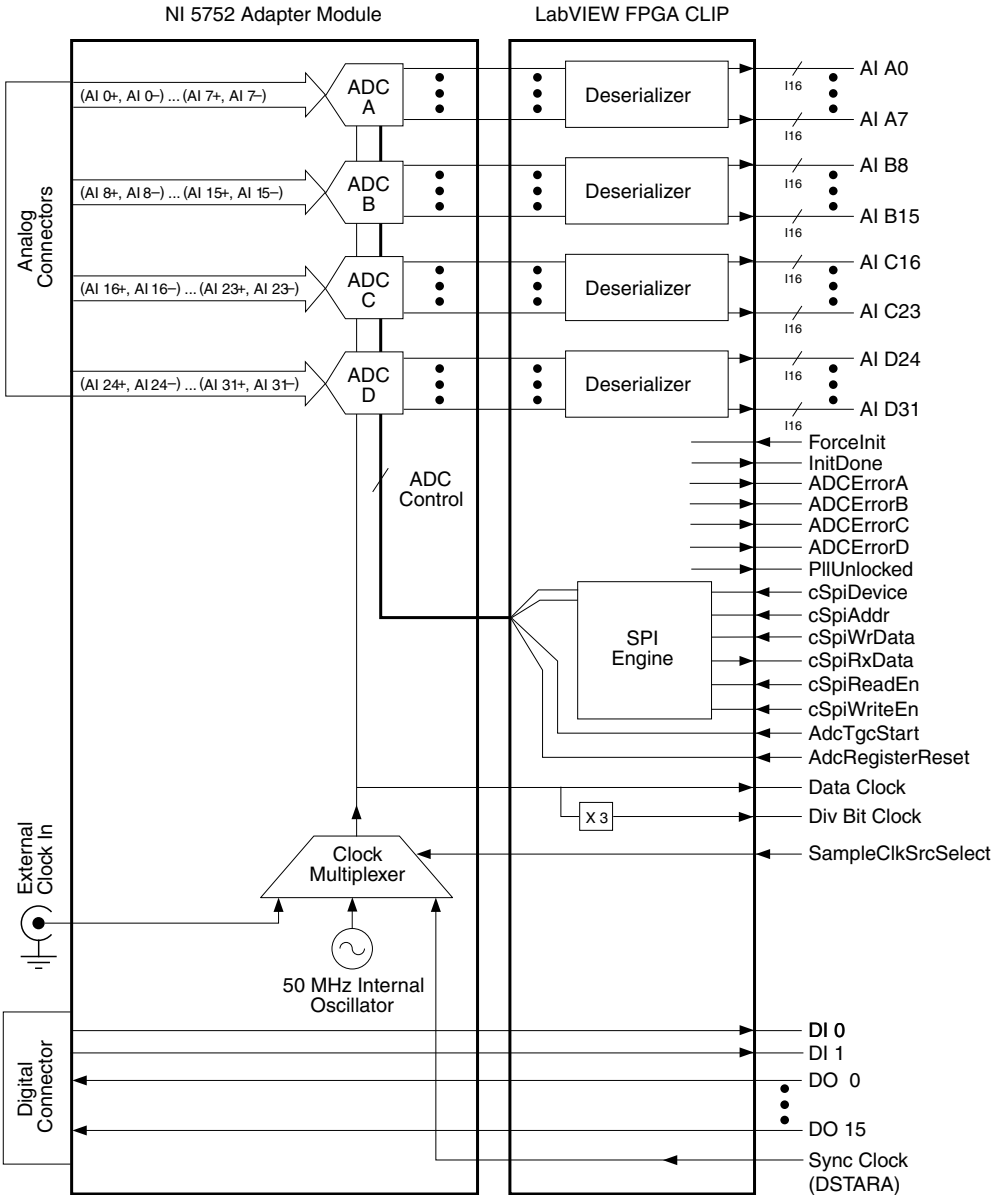 NI 5752 Adapter Module
LabVIEW FPGA CLIP
Analog
Connectors
(AI 0+, AI 0–) ... (AI 7+, AI 7–)
ADC
A
Deserializer
AI A0
I16
AI A7
I16
(AI 8+, AI 8–) ... (AI 15+, AI 15–)
ADC
B
Deserializer
AI B8
I16
AI B15
I16
(AI 16+, AI 16–) ... (AI 23+, AI 23–)
ADC
C
Deserializer
AI C16
I16
AI C23
I16
(AI 24+, AI 24–) ... (AI 31+, AI 31–)
ADC
D
Deserializer
AI D24
I16
AI D31
I16
ADC
Control
ForceInit
InitDone
ADCErrorA
ADCErrorB
ADCErrorC
ADCErrorD
PllUnlocked
SPI
Engine
cSpiDevice
cSpiAddr
cSpiWrData
cSpiRxData
cSpiReadEn
cSpiWriteEn
AdcTgcStart
AdcRegisterReset
Data Clock
X 3
Div Bit Clock
Clock
Multiplexer
SampleClkSrcSelect
External
Clock In
50 MHz Internal
Oscillator
Digital
Connector
DI 0
DI 1
DO 0
DO 15
Sync Clock
(DSTARA)